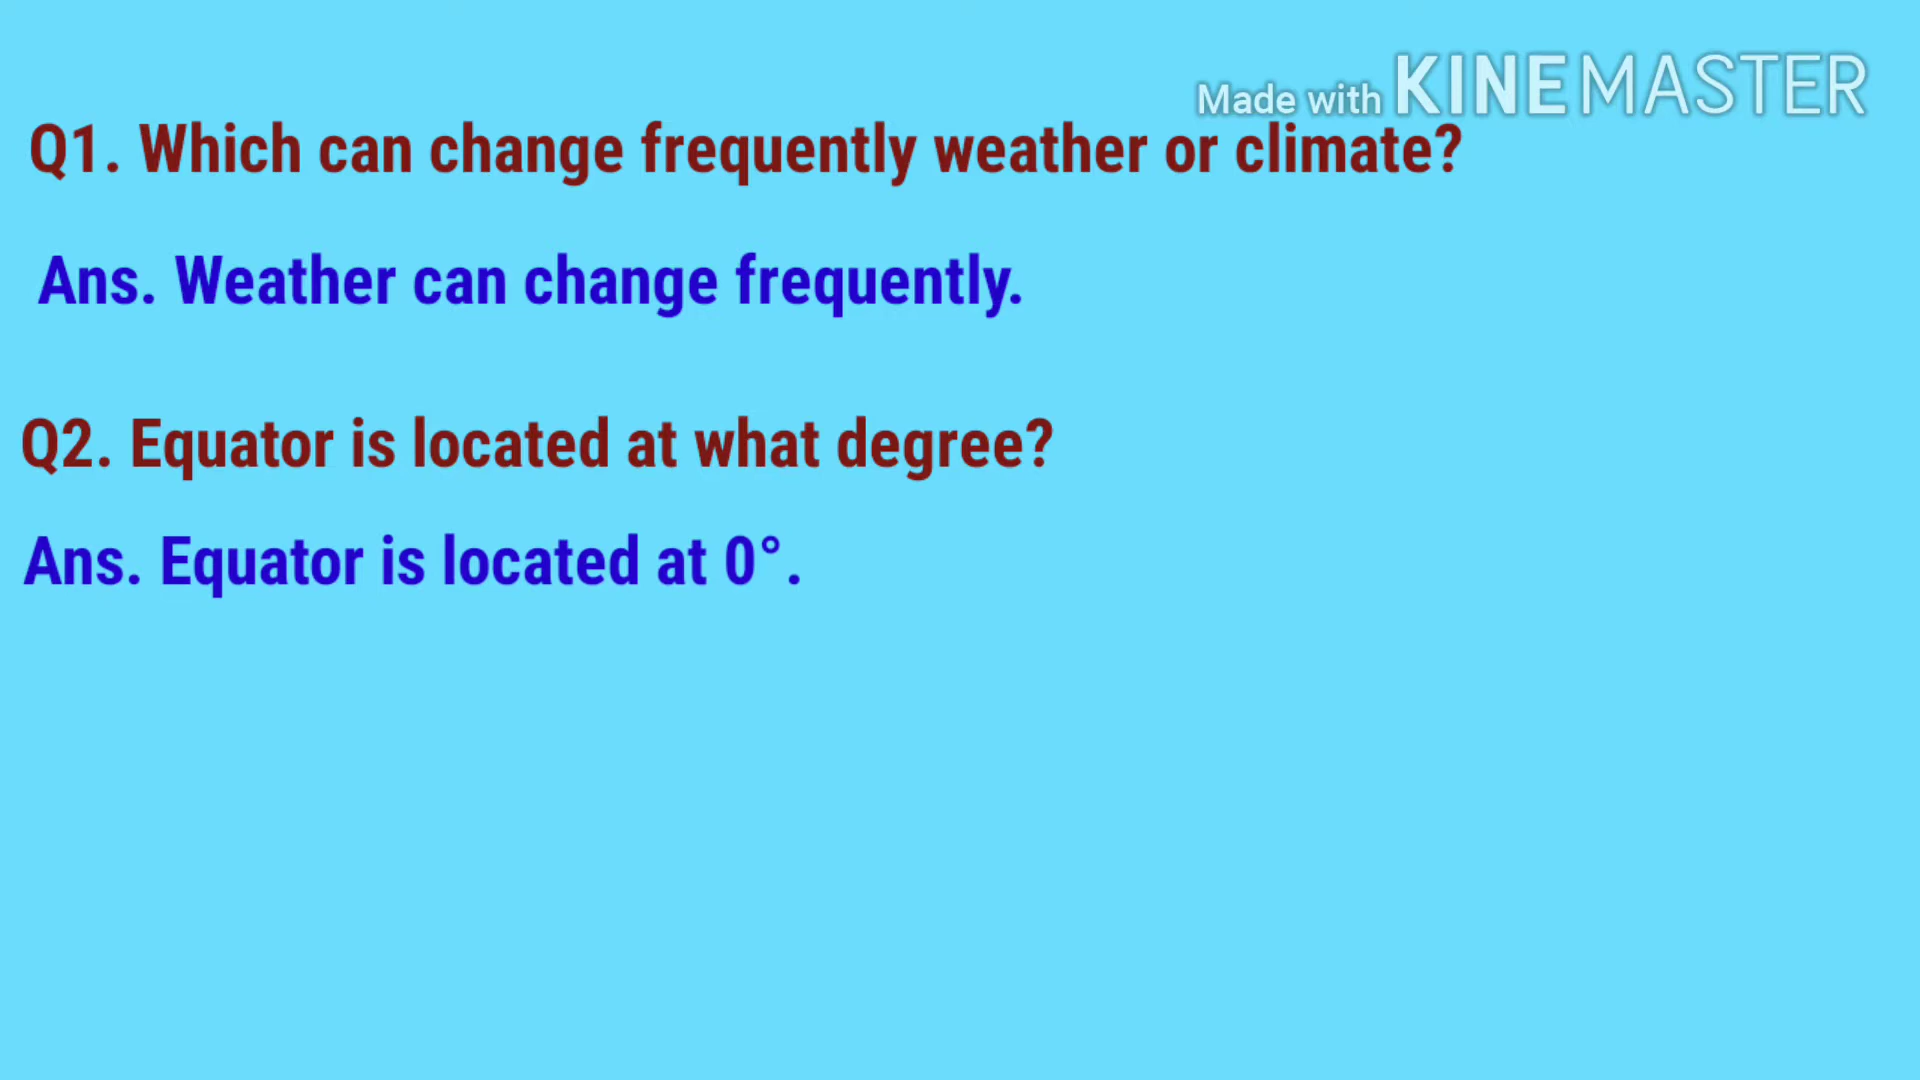 Made with KINEMASTER
Q1. Which can change frequently weather or climate?
Ans. Weather can change frequently.
Q2. Equator is located at what degree?
Ans. Equator is located at 0°.